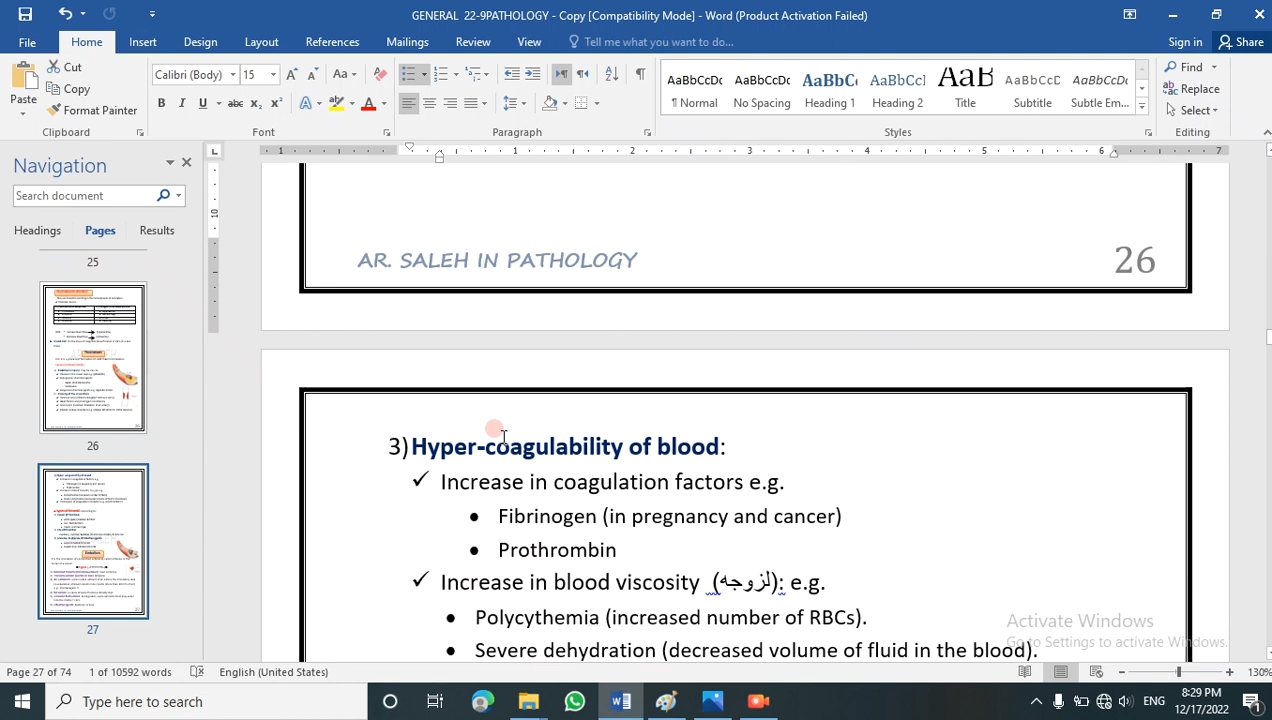 GENERAL 22-9PATHOLOGY - Copy [Compatibility Mode] - Word (Product Activation Failed)
File Home Insert Design Layout References Mailings Review View Tell me what you want to do... Sign in Share
Paste Cut Copy Format Painter
Calibri (Body) 15
AaBbCcDc AaBbCcDc AaBbC AaBbCcI AaB AaBbCcD AaBbCcDc
¶ Normal No Spacing Heading 1 Heading 2 Title Subtitle Subtle Em...
Find Replace Select
Clipboard Font Paragraph Styles Editing
Navigation
Search document
Headings Pages Results
25
26
27
AR. SALEH IN PATHOLOGY 26
3) Hyper-coagulability of blood:
✓ Increase in coagulation factors e.g.
• Fibrinogen (in pregnancy and cancer)
• Prothrombin
✓ Increase in blood viscosity (لزوجه): e.g.
• Polycythemia (increased number of RBCs).
• Severe dehydration (decreased volume of fluid in the blood).
Activate Windows
Go to Settings to activate Windows.
Page 27 of 74 1 of 10592 words English (United States) 130%
Type here to search
ENG 8:29 PM 12/17/2022